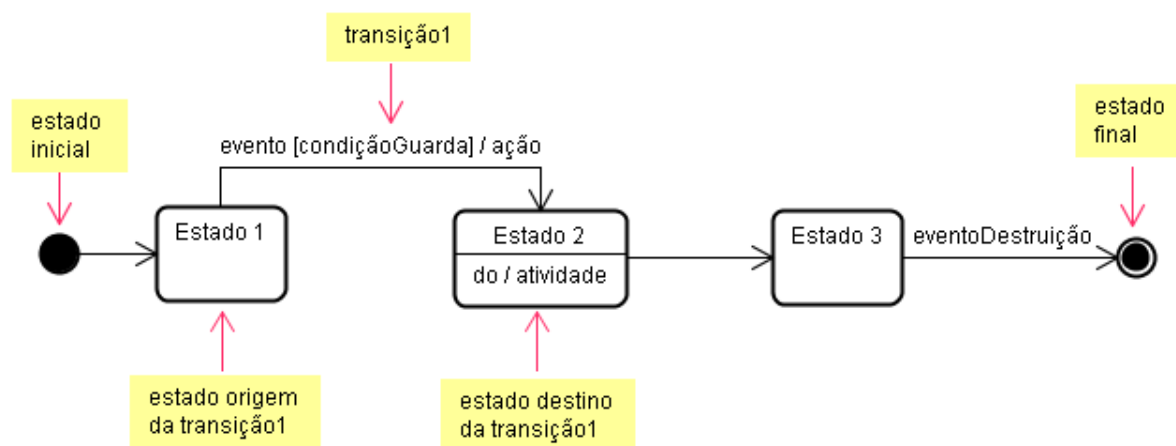 transição1
estado
inicial
estado
final
evento [condiçãoGuarda] / ação
Estado 1
Estado 2
do / atividade
Estado 3
eventoDestruição
estado origem
da transição1
estado destino
da transição1